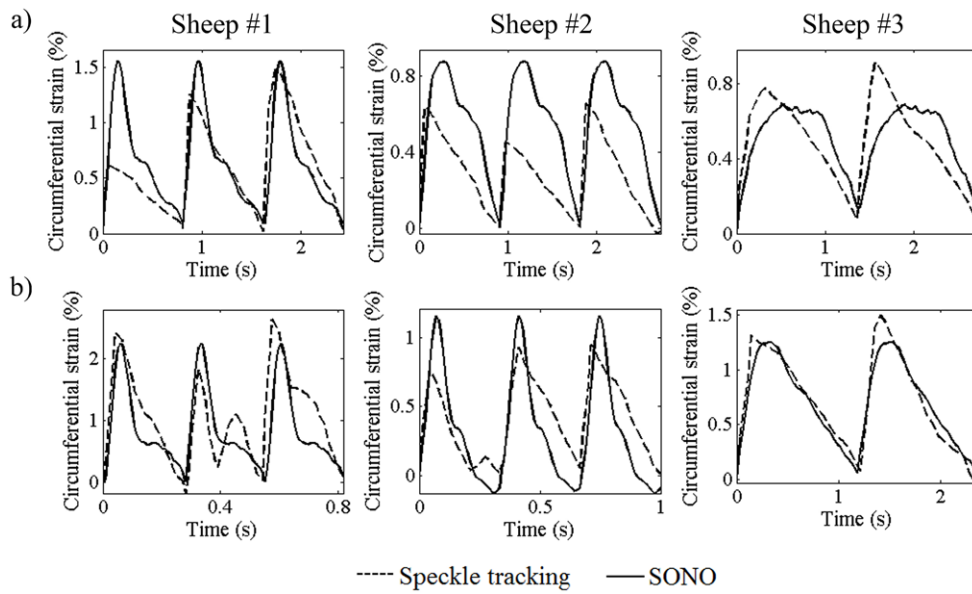 a) Sheep #1 Sheep #2 Sheep #3
Circumferential strain (%) Circumferential strain (%) Circumferential strain (%)
1.5 0.8 0.8
1
0.4 0.4
0.5
0 0 0
0 1 2 0 1 2 0 1 2
Time (s) Time (s) Time (s)
b)
Circumferential strain (%) Circumferential strain (%) Circumferential strain (%)
2 1 1.5
1 0.5 1.0
0.5
0 0 0
0 0.4 0.8 0 0.5 1 0 1 2
Time (s) Time (s) Time (s)
Speckle tracking SONO